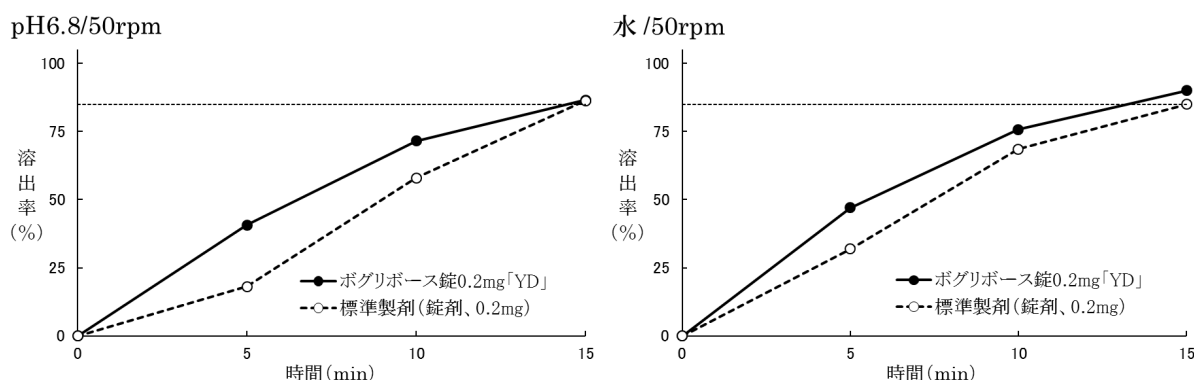 pH6.8/50rpm
100
75
50
25
0
溶出率
(%)
ボグリボース錠0.2mg「YD」
標準製剤(錠剤、0.2mg)
0 5 10 15
時間(min)
水/50rpm
100
75
50
25
0
溶出率
(%)
ボグリボース錠0.2mg「YD」
標準製剤(錠剤、0.2mg)
0 5 10 15
時間(min)